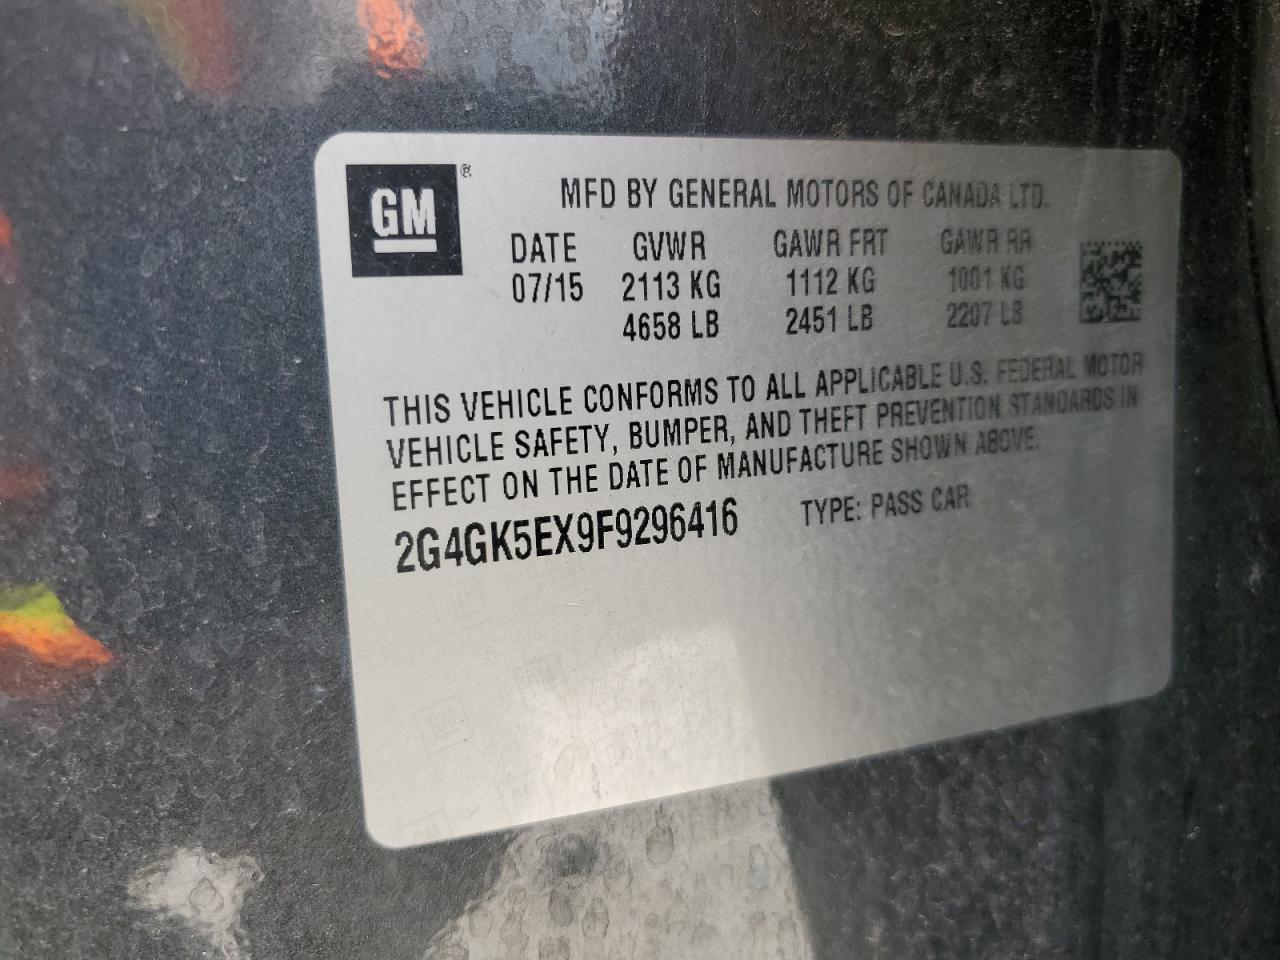 GM ®
MFD BY GENERAL MOTORS OF CANADA LTD.
DATE GVWR GAWR FRT GAWR RR
07/15 2113 KG 1112 KG 1001 KG
4658 LB 2451 LB 2207 LB
THIS VEHICLE CONFORMS TO ALL APPLICABLE U.S. FEDERAL MOTOR
VEHICLE SAFETY, BUMPER, AND THEFT PREVENTION STANDARDS IN
EFFECT ON THE DATE OF MANUFACTURE SHOWN ABOVE.
2G4GK5EX9F9296416 TYPE: PASS CAR